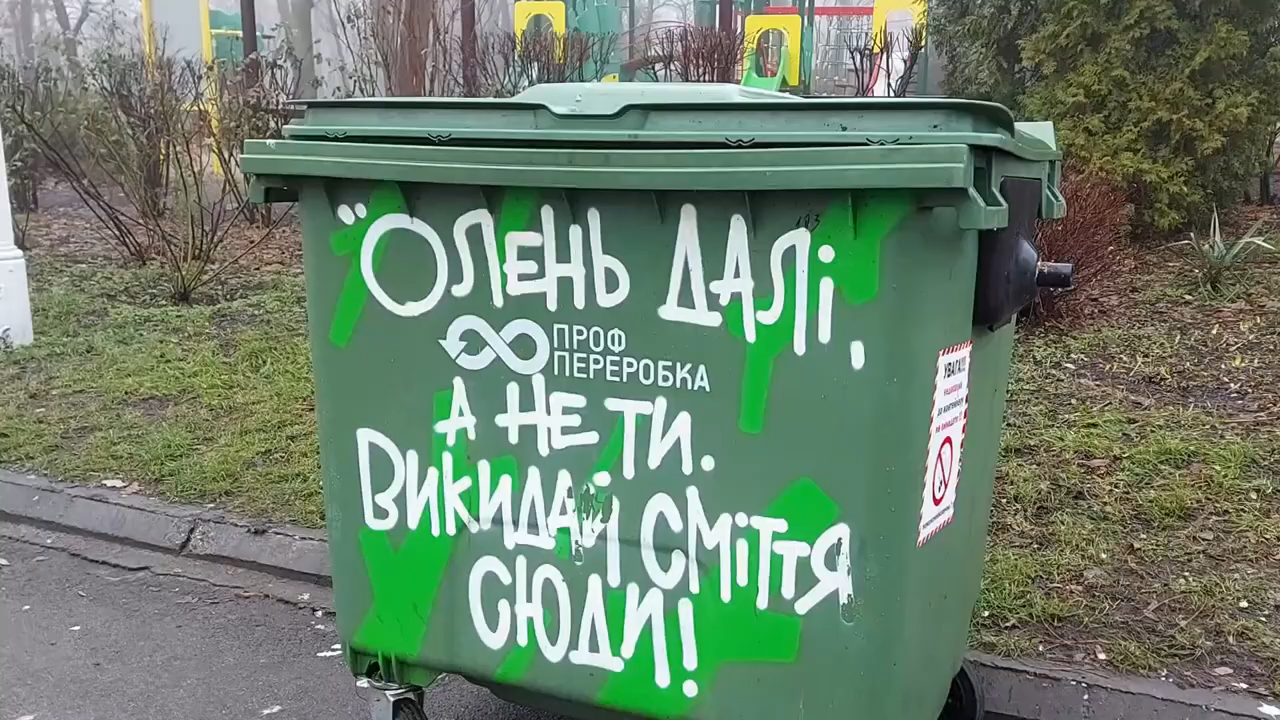 "ОЛЕНЬ ДАЛІ,
ПРОФ
ПЕРЕРОБКА
А НЕ ТИ.
ВИКИДАЙ СМІТТЯ
СЮДИ!
УВАГА!!!